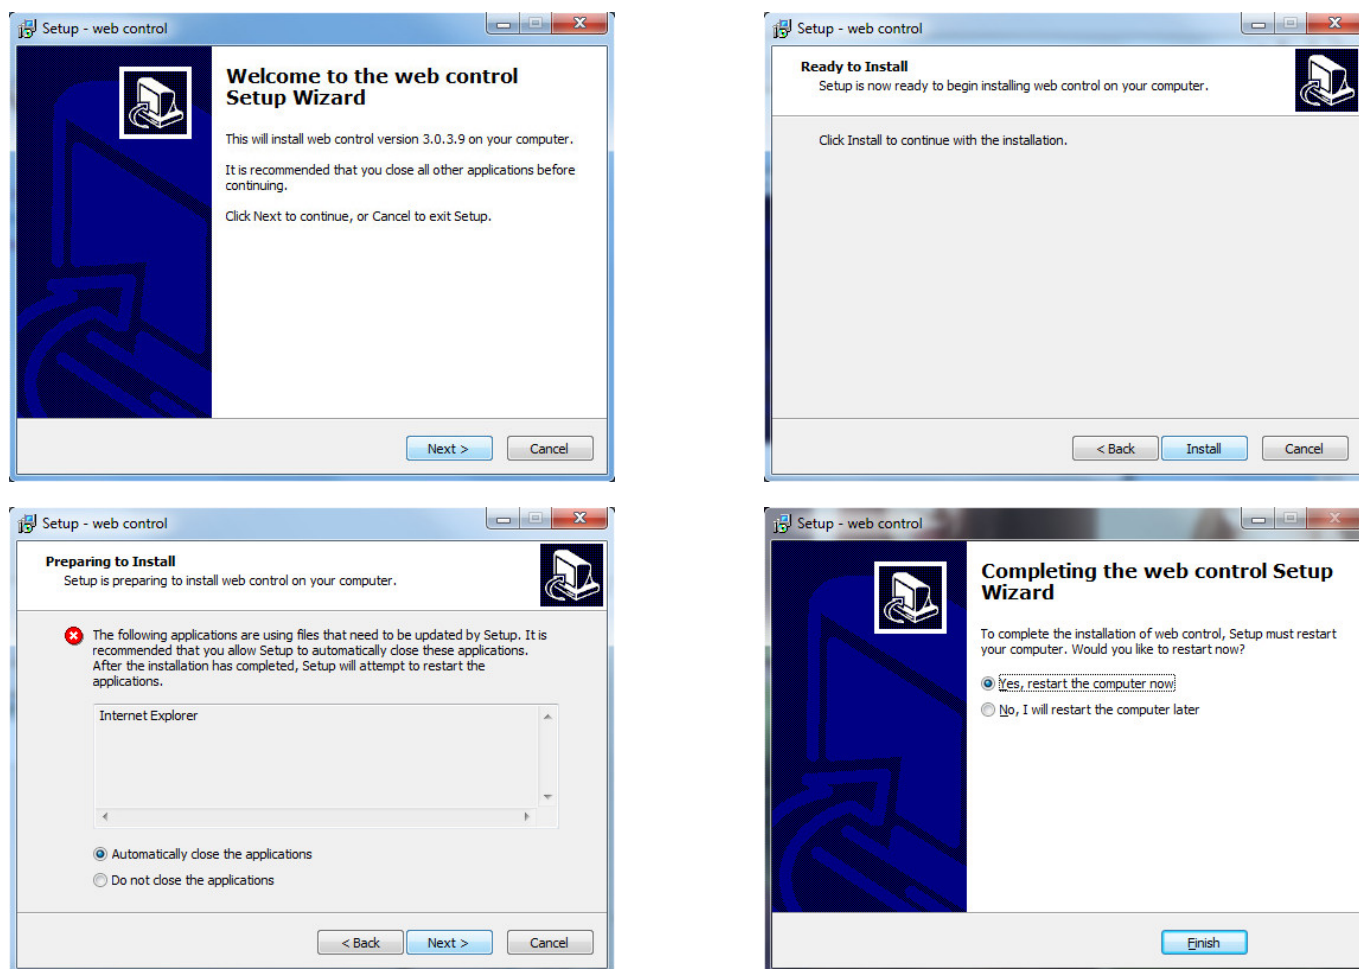 Setup - web control
Welcome to the web control
Setup Wizard
This will install web control version 3.0.3.9 on your computer.
It is recommended that you close all other applications before
continuing.
Click Next to continue, or Cancel to exit Setup.
Next >
Cancel
Setup - web control
Ready to Install
Setup is now ready to begin installing web control on your computer.
Click Install to continue with the installation.
< Back
Install
Cancel
Setup - web control
Preparing to Install
Setup is preparing to install web control on your computer.
The following applications are using files that need to be updated by Setup. It is
recommended that you allow Setup to automatically close these applications.
After the installation has completed, Setup will attempt to restart the
applications.
Internet Explorer
Automatically close the applications
Do not close the applications
< Back
Next >
Cancel
Setup - web control
Completing the web control Setup
Wizard
To complete the installation of web control, Setup must restart
your computer. Would you like to restart now?
Yes, restart the computer now
No, I will restart the computer later
Finish